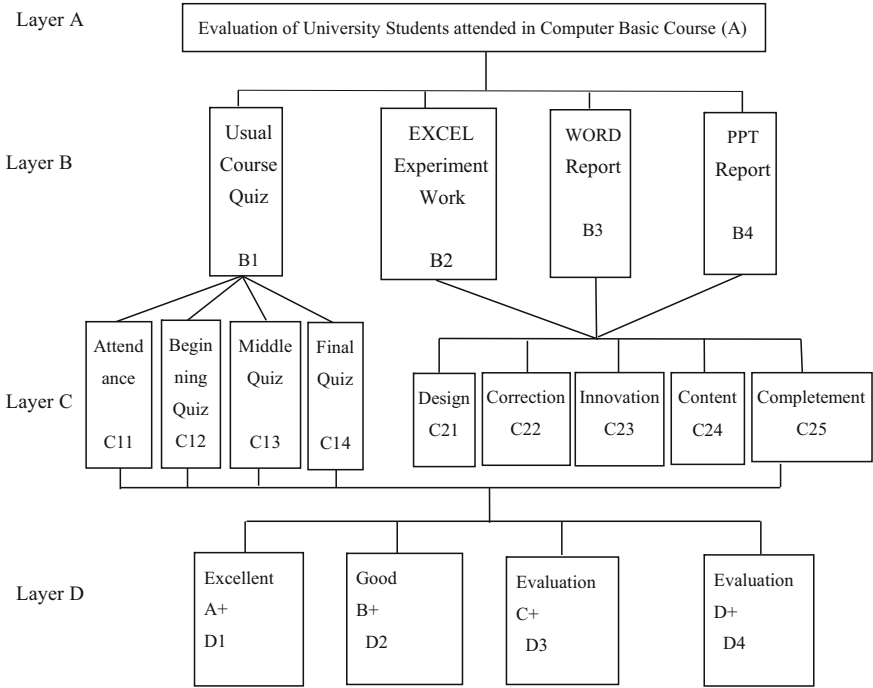 Layer A
Evaluation of University Students attended in Computer Basic Course (A)
Layer B
Usual
Course
Quiz
B1
EXCEL
Experiment
Work
B2
WORD
Report
B3
PPT
Report
B4
Layer C
Attend
ance
C11
Begin
ning
Quiz
C12
Middle
Quiz
C13
Final
Quiz
C14
Design
C21
Correction
C22
Innovation
C23
Content
C24
Completement
C25
Layer D
Excellent
A+
D1
Good
B+
D2
Evaluation
C+
D3
Evaluation
D+
D4